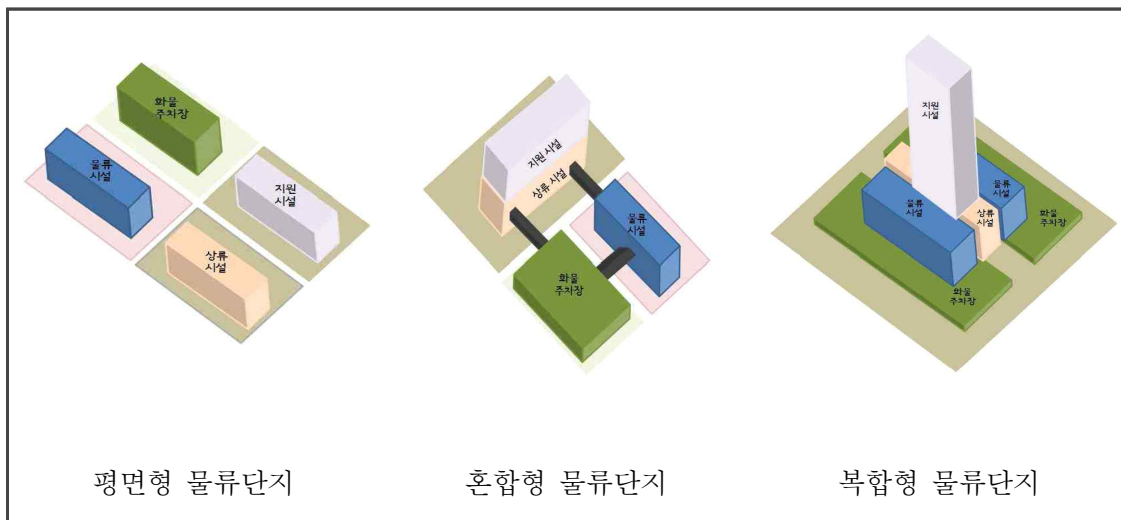 화물
주차장
물류
시설
지원
시설
상류
시설
지원 시설
상류 시설
물류
시설
화물
주차장
지원
시설
물류
시설
물류
시설
상류
시설
화물
주차장
화물
주차장
평면형 물류단지
혼합형 물류단지
복합형 물류단지